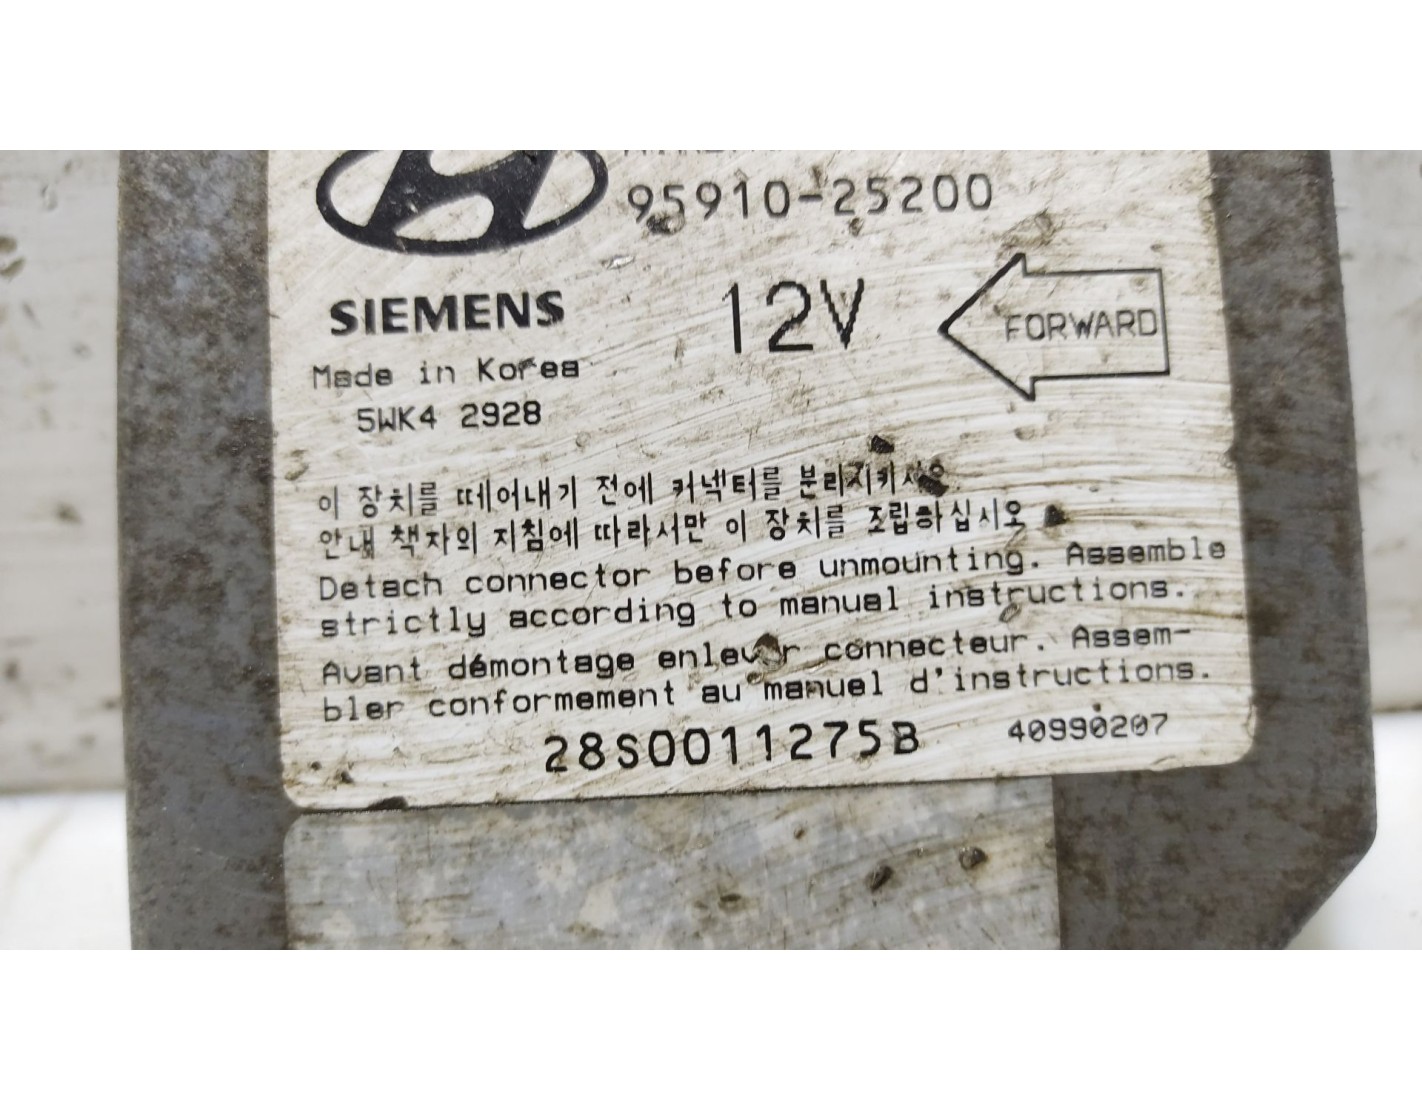 95910-25200
SIEMENS
12V
FORWARD
Made in Korea
5WK4 2928
이 장치를 떼어내기 전에 커넥터를 분리시키시오
안내 책자의 지침에 따라서만 이 장치를 조립하십시오
Detach connector before unmounting. Assemble
strictly according to manual instructions.
Avant démontage enlever connecteur. Assem-
bler conformement au manuel d'instructions.
28S0011275B
40990207